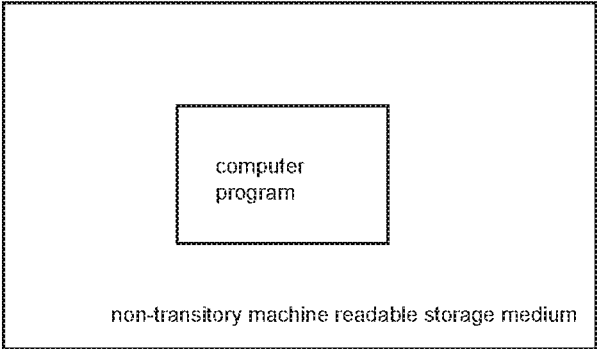 computer
program
non-transitory machine readable storage medium